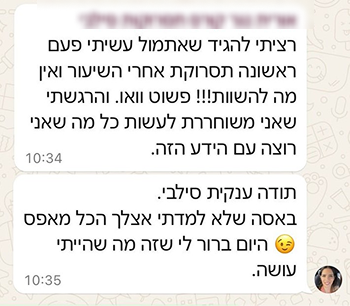 רציתי להגיד שאתמול עשיתי פעם
ראשונה תסרוקת אחרי השיעור ואין
מה להשוות!!! פשוט וואו. והרגשתי
שאני משוחררת לעשות כל מה שאני
רוצה עם הידע הזה.
10:34
תודה ענקית סילבי.
באסה שלא למדתי אצלך הכל מאפס
😉 היום ברור לי שזה מה שהייתי
עושה.
10:35